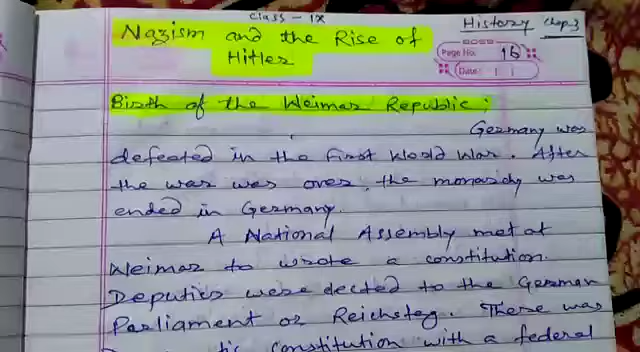 Class - IX
History Chap-3
Nazism and the Rise of
Hitler
Page No. 16
Date
Birth of the Weimar Republic :
Germany was
defeated in the First World War. After
the war was over, the monarchy was
ended in Germany.
A National Assembly met at
Weimar to wrote a constitution.
Deputies were elected to the German
Parliament or Reichstag. There was
constitution with a federal